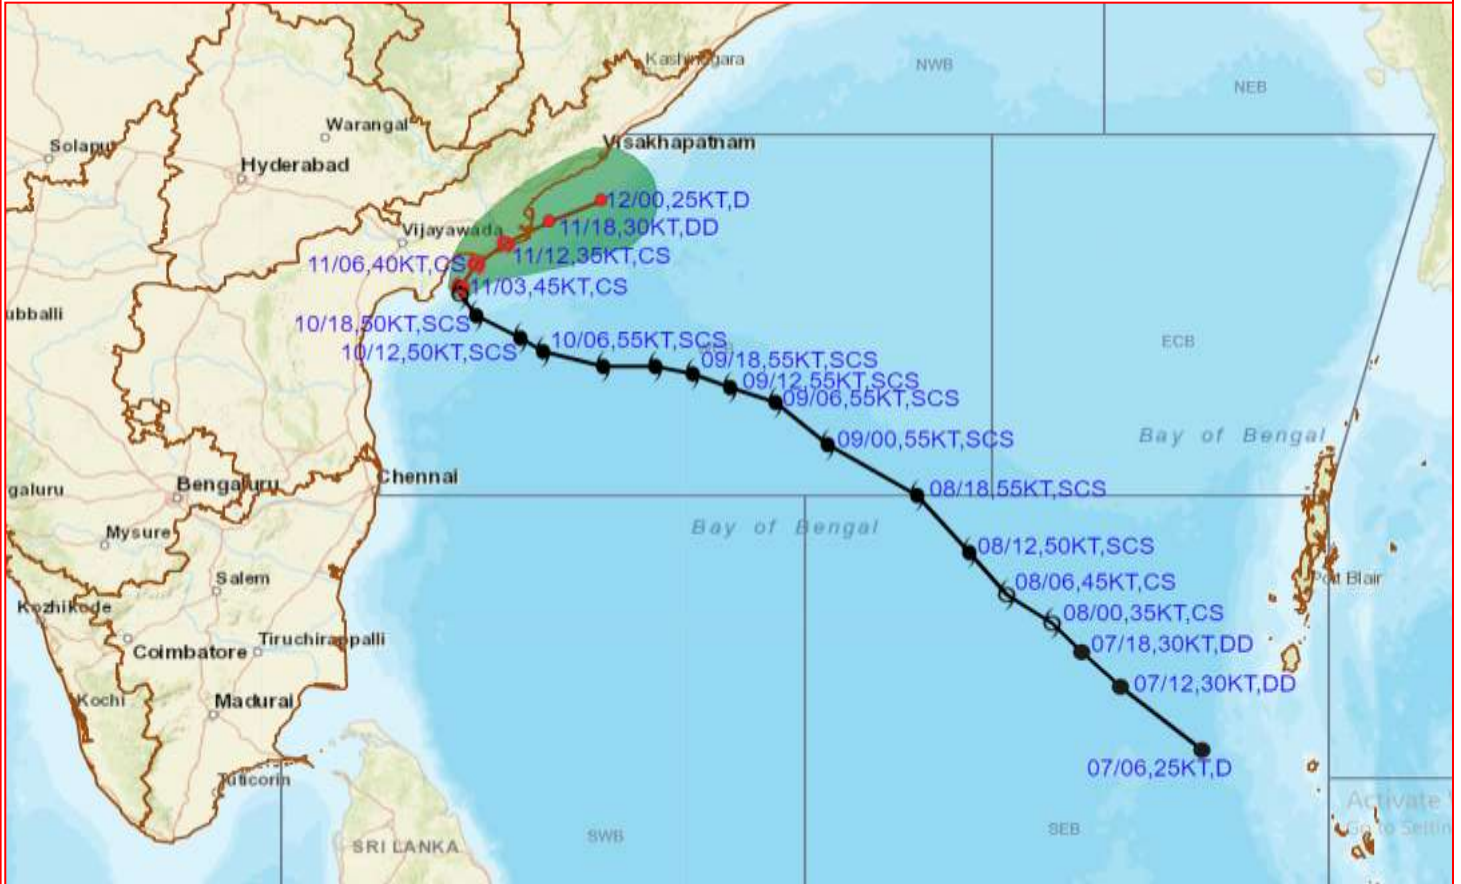 Kashinagara
NWB
NEB
Warangal
Visakhapatnam
Solapu
Hyderabad
12/00,25KT,D
Vijayawada
11/18,30KT,DD
11/12,35KT,CS
11/06,40KT,CS
11/03,45KT,CS
ubballi
10/18,50KT,SCS
10/06,55KT,SCS
ECB
10/12,50KT,SCS
09/18,55KT,SCS
09/12,55KT,SCS
09/06,55KT,SCS
09/00,55KT,SCS
Bay of Bengal
Chennai
galuru
Bengaluru
08/18,55KT,SCS
Bay of Bengal
Mysure
08/12,50KT,SCS
Salem
08/06,45KT,CS
Port Blair
Kozhikode
08/00,35KT,CS
Coimbatore
Tiruchirappalli
07/18,30KT,DD
Kochi
Madurai
07/12,30KT,DD
07/06,25KT,D
Tuticorin
Activate
Go to Settin
SWB
SEB
SRI LANKA